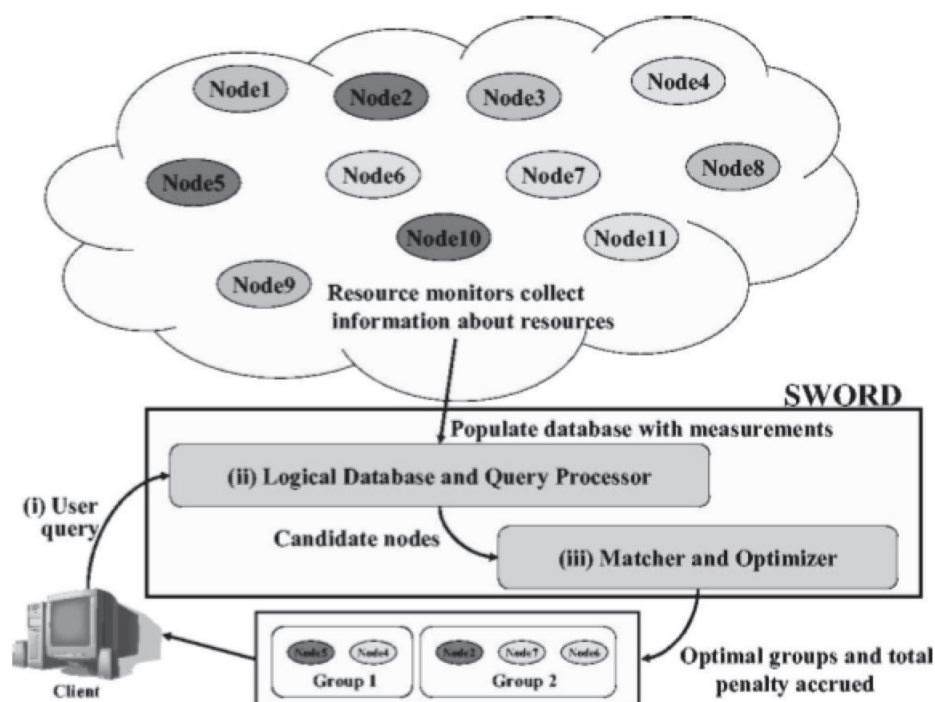 Node1
Node2
Node3
Node4
Node5
Node6
Node7
Node8
Node10
Node11
Node9
Resource monitors collect
information about resources
SWORD
Populate database with measurements
(ii) Logical Database and Query Processor
(i) User
query
Candidate nodes
(iii) Matcher and Optimizer
Node5
Node4
Group 1
Node2
Node7
Node6
Group 2
Optimal groups and total
penalty accrued
Client